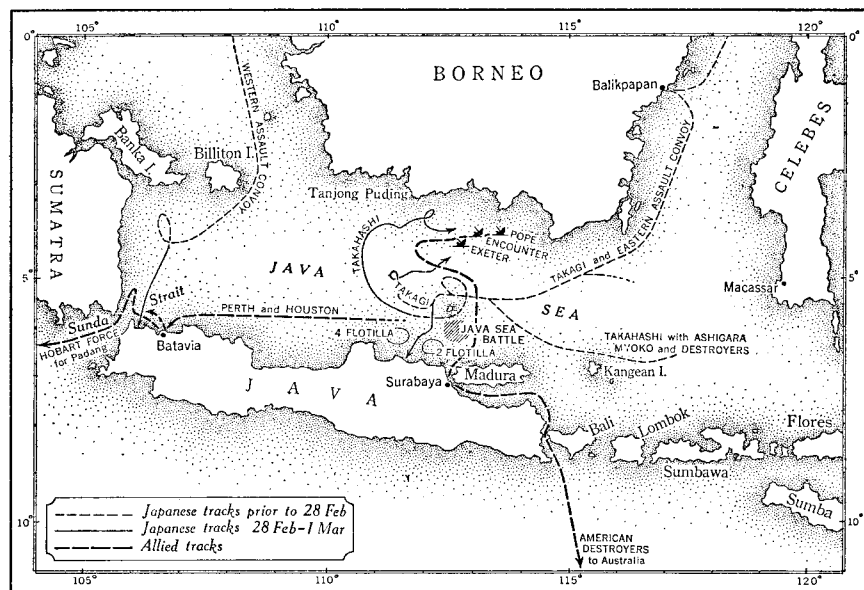 105°
110°
115°
120°
0°
0°
BORNEO
Balikpapan
CELEBES
WESTERN ASSAULT CONVOY
Banka I.
Billiton I.
SUMATRA
Tanjong Puding
TAKAHASHI
POPE
ENCOUNTER
EXETER
TAKAGI and EASTERN ASSAULT CONVOY
5°
5°
JAVA
TAKAGI
SEA
Macassar
Sunda Strait
PERTH and HOUSTON
4 FLOTILLA
JAVA SEA
BATTLE
2 FLOTILLA
TAKAHASHI with ASHIGARA
MYOKO and DESTROYERS
HOBART FORCE
for Padang
Batavia
Kangean I.
Madura
Surabaya
JAVA
Bali
Lombok
Flores
Sumbawa
Sumba
Japanese tracks prior to 28 Feb
Japanese tracks 28 Feb-1 Mar
Allied tracks
10°
10°
AMERICAN
DESTROYERS
to Australia
105°
110°
115°
120°